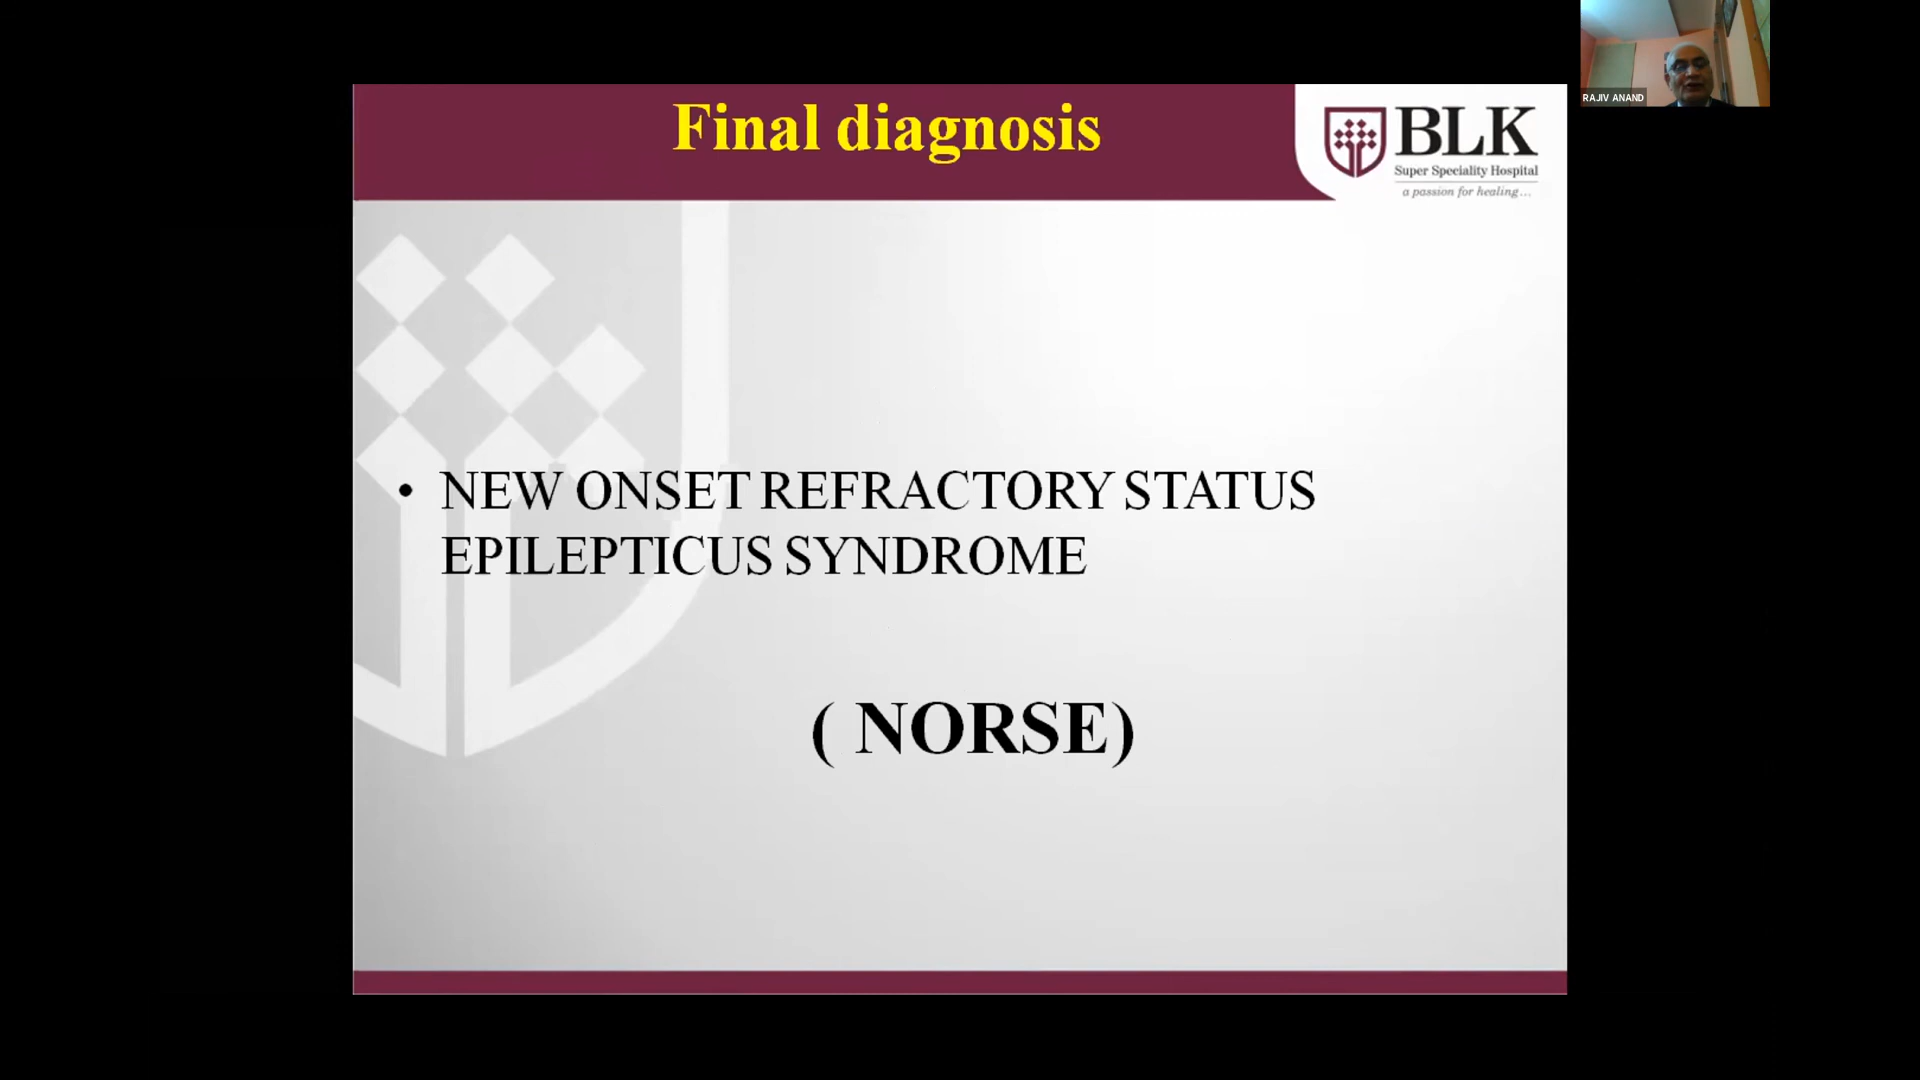 Final diagnosis
BLK
Super Speciality Hospital
a passion for healing...
RAJIV ANAND
• NEW ONSET REFRACTORY STATUS
EPILEPTICUS SYNDROME
( NORSE)